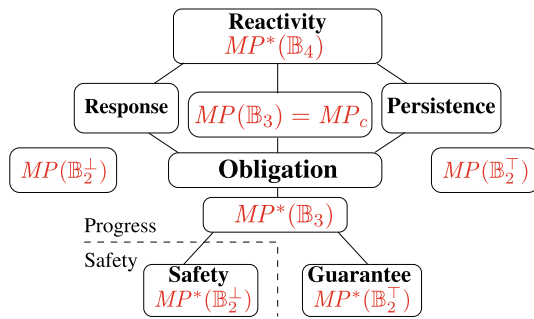 Reactivity
MP*(𝔹₄)
Response
MP(𝔹₃) = MP_c
Persistence
MP(𝔹₂^⊥)
Obligation
MP(𝔹₂^⊤)
MP*(𝔹₃)
Progress
Safety
Safety
MP*(𝔹₂^⊥)
Guarantee
MP*(𝔹₂^⊤)